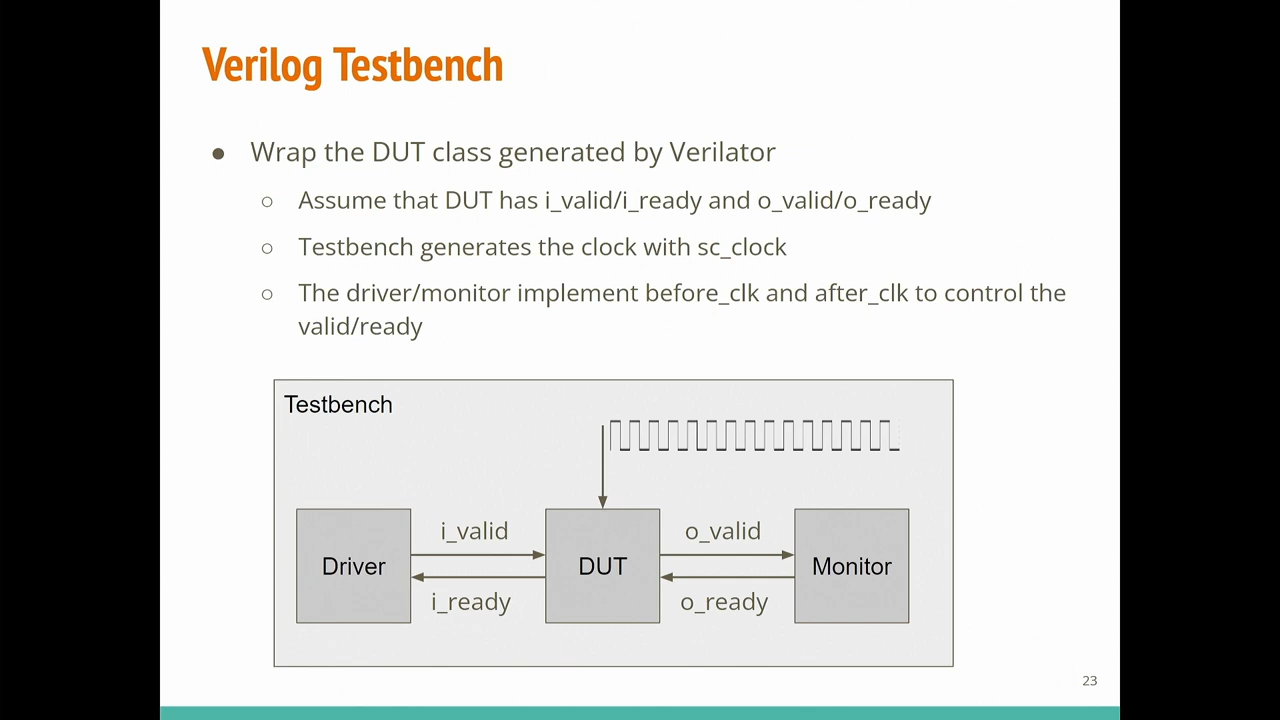 Verilog Testbench
● Wrap the DUT class generated by Verilator
○ Assume that DUT has i_valid/i_ready and o_valid/o_ready
○ Testbench generates the clock with sc_clock
○ The driver/monitor implement before_clk and after_clk to control the
valid/ready
Testbench
i_valid
o_valid
Driver
DUT
Monitor
i_ready
o_ready
23